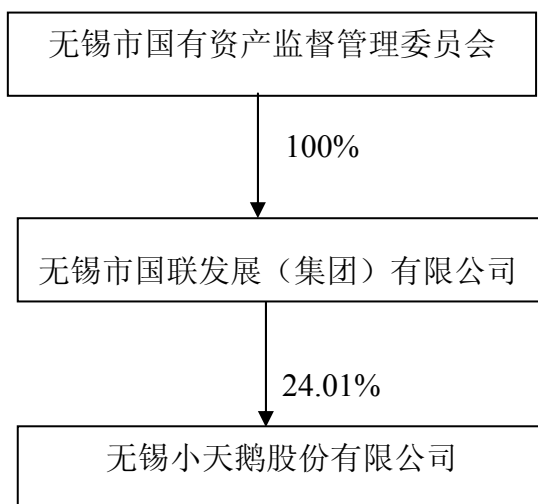 无锡市国有资产监督管理委员会
100%
无锡市国联发展（集团）有限公司
24.01%
无锡小天鹅股份有限公司